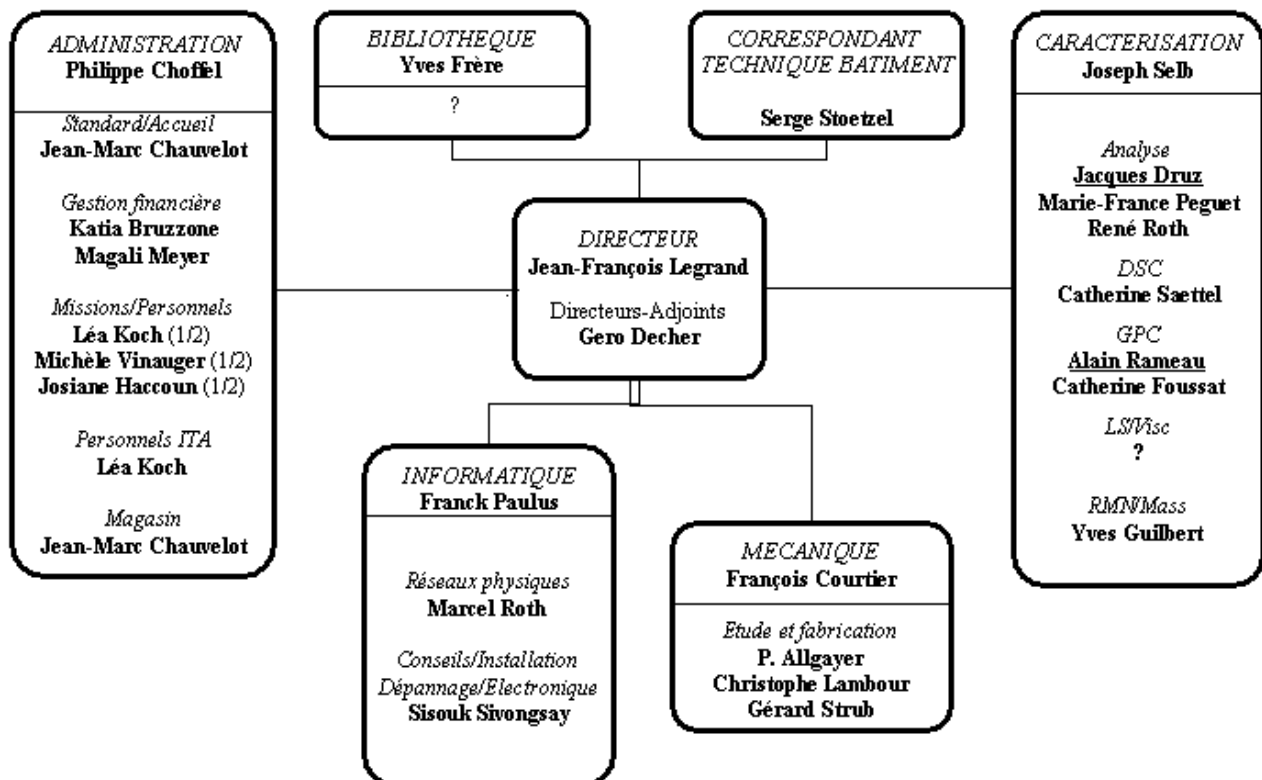 ADMINISTRATION
Philippe Choffel
Standard/Accueil
Jean-Marc Chauvelot
Gestion financière
Katia Bruzzone
Magali Meyer
Missions/Personnels
Léa Koch (1/2)
Michèle Vinauger (1/2)
Josiane Haccoun (1/2)
Personnels ITA
Léa Koch
Magasin
Jean-Marc Chauvelot
BIBLIOTHEQUE
Yves Frère
?
CORRESPONDANT
TECHNIQUE BATIMENT
Serge Stoetzel
DIRECTEUR
Jean-François Legrand
Directeurs-Adjoints
Gero Decher
INFORMATIQUE
Franck Paulus
Réseaux physiques
Marcel Roth
Conseils/Installation
Dépannage/Electronique
Sisouk Sivongsay
MECANIQUE
François Courtier
Etude et fabrication
P. Allgayer
Christophe Lambour
Gérard Strub
CARACTERISATION
Joseph Selb
Analyse
Jacques Druz
Marie-France Peguet
René Roth
DSC
Catherine Saettel
GPC
Alain Rameau
Catherine Foussat
LS/Visc
?
RMN/Mass
Yves Guilbert